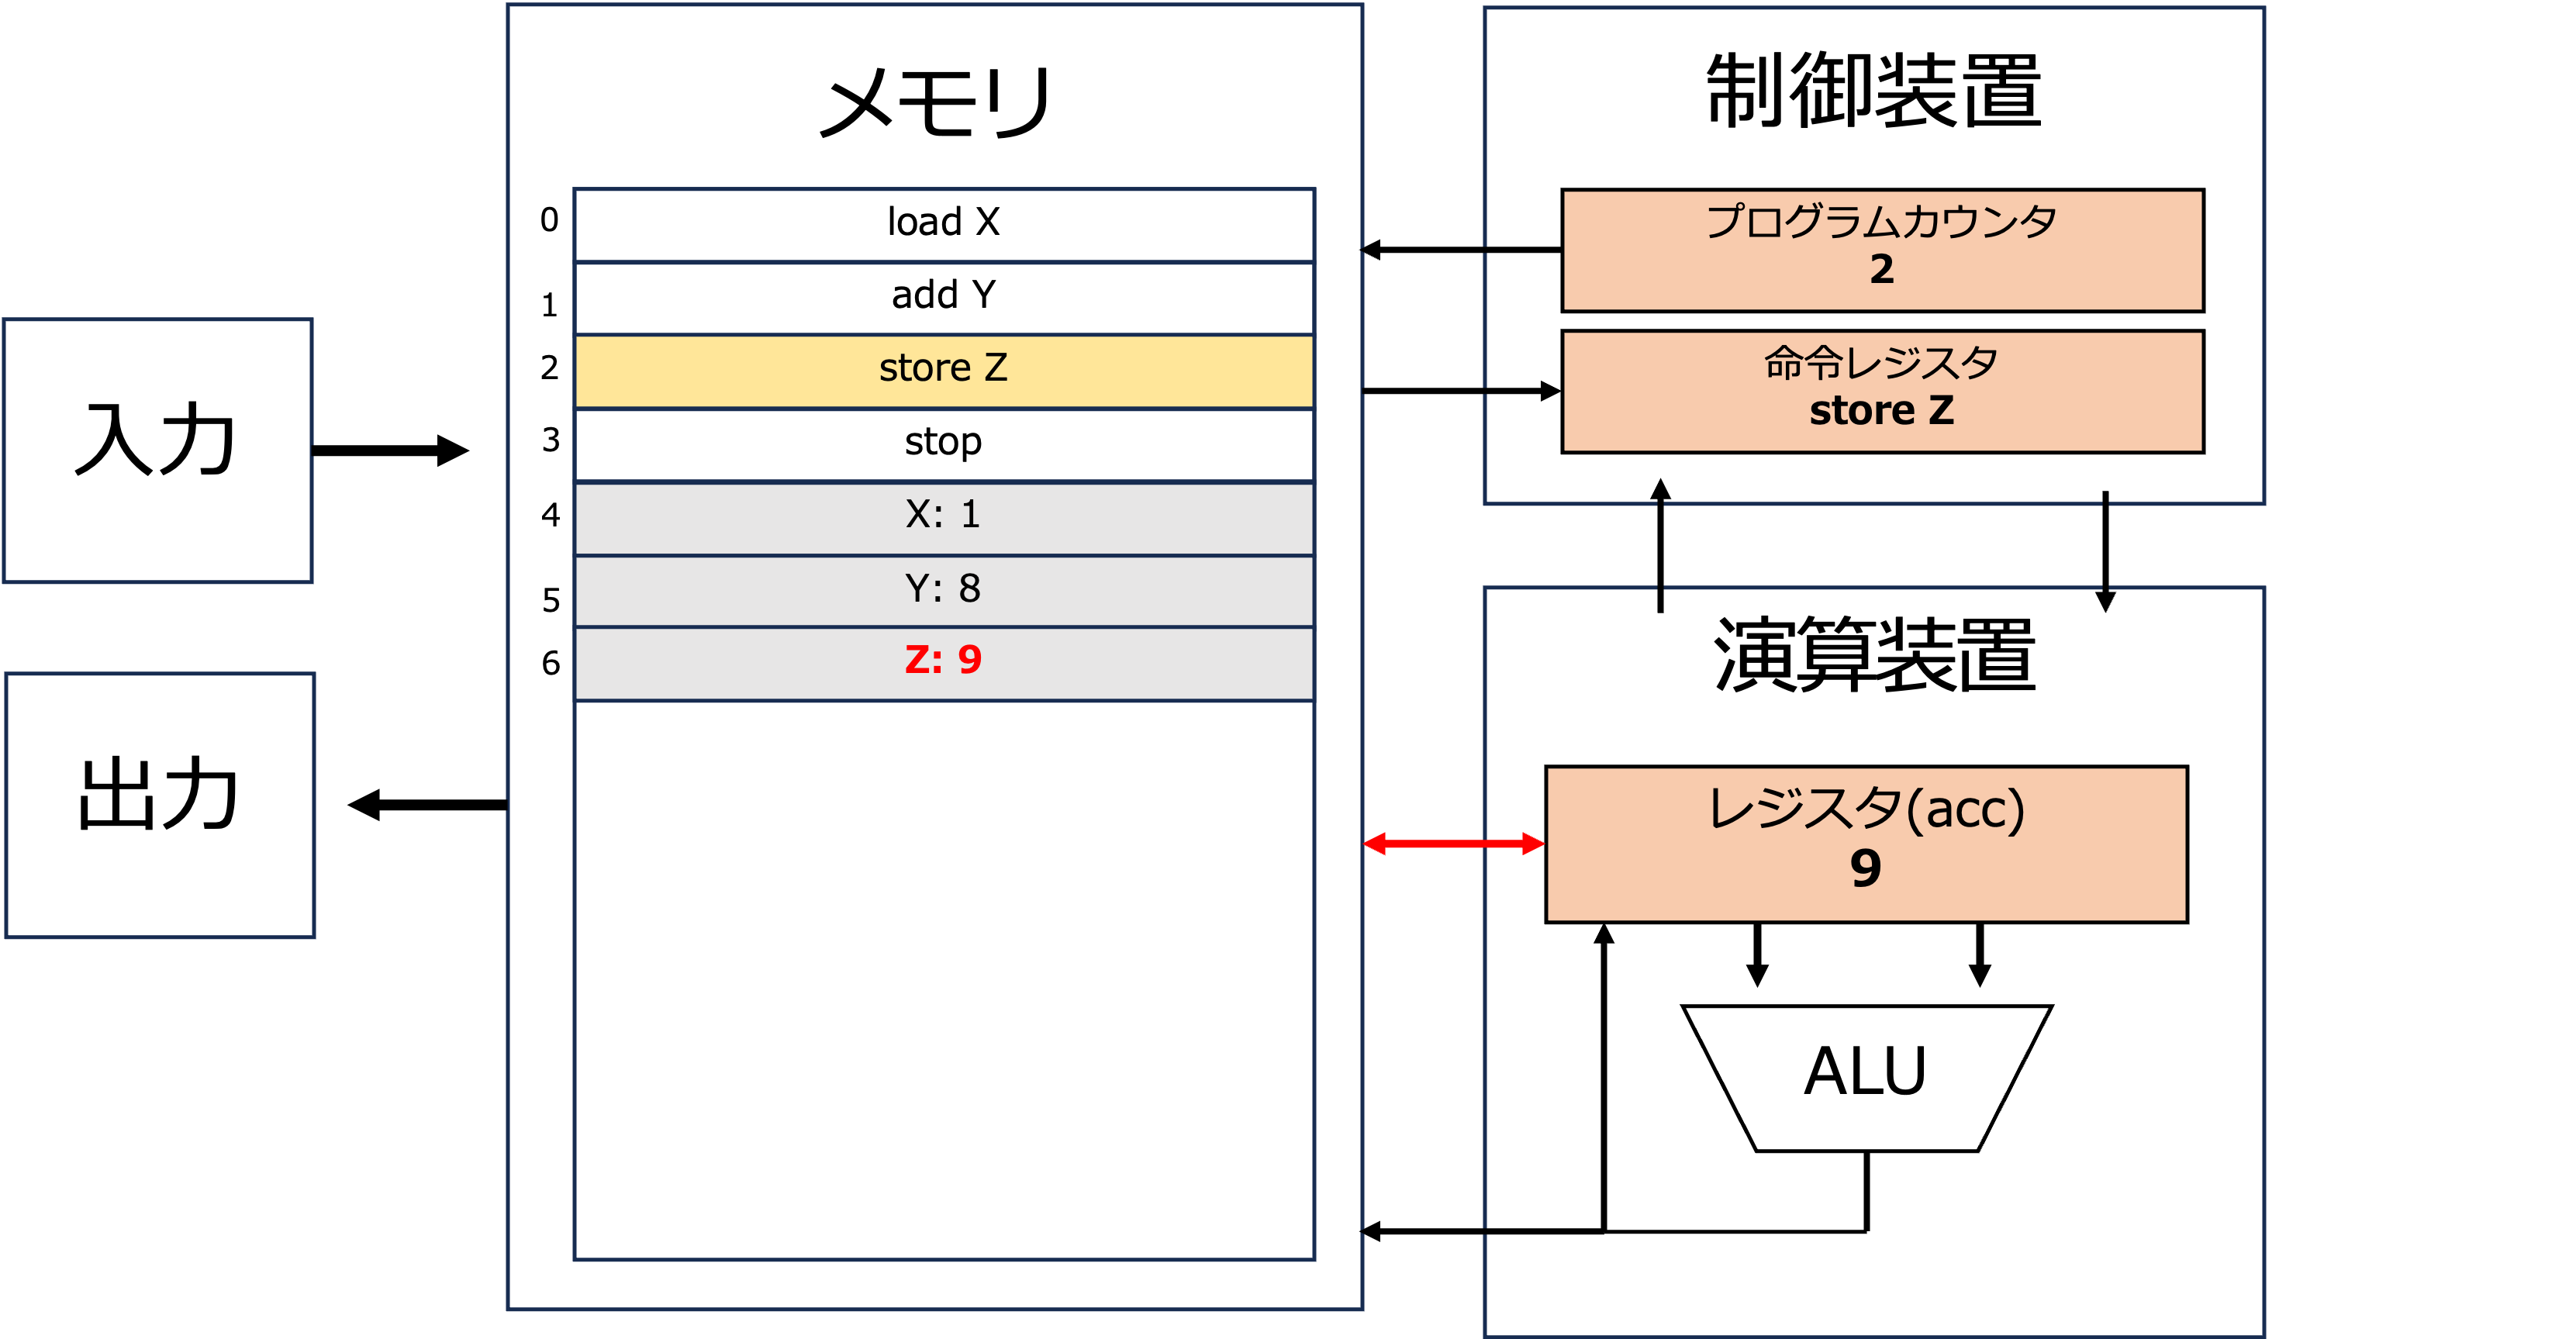 入力
出力
メモリ
0
load X
1
add Y
2
store Z
3
stop
4
X: 1
5
Y: 8
6
Z: 9
制御装置
プログラムカウンタ
2
命令レジスタ
store Z
演算装置
レジスタ(acc)
9
ALU